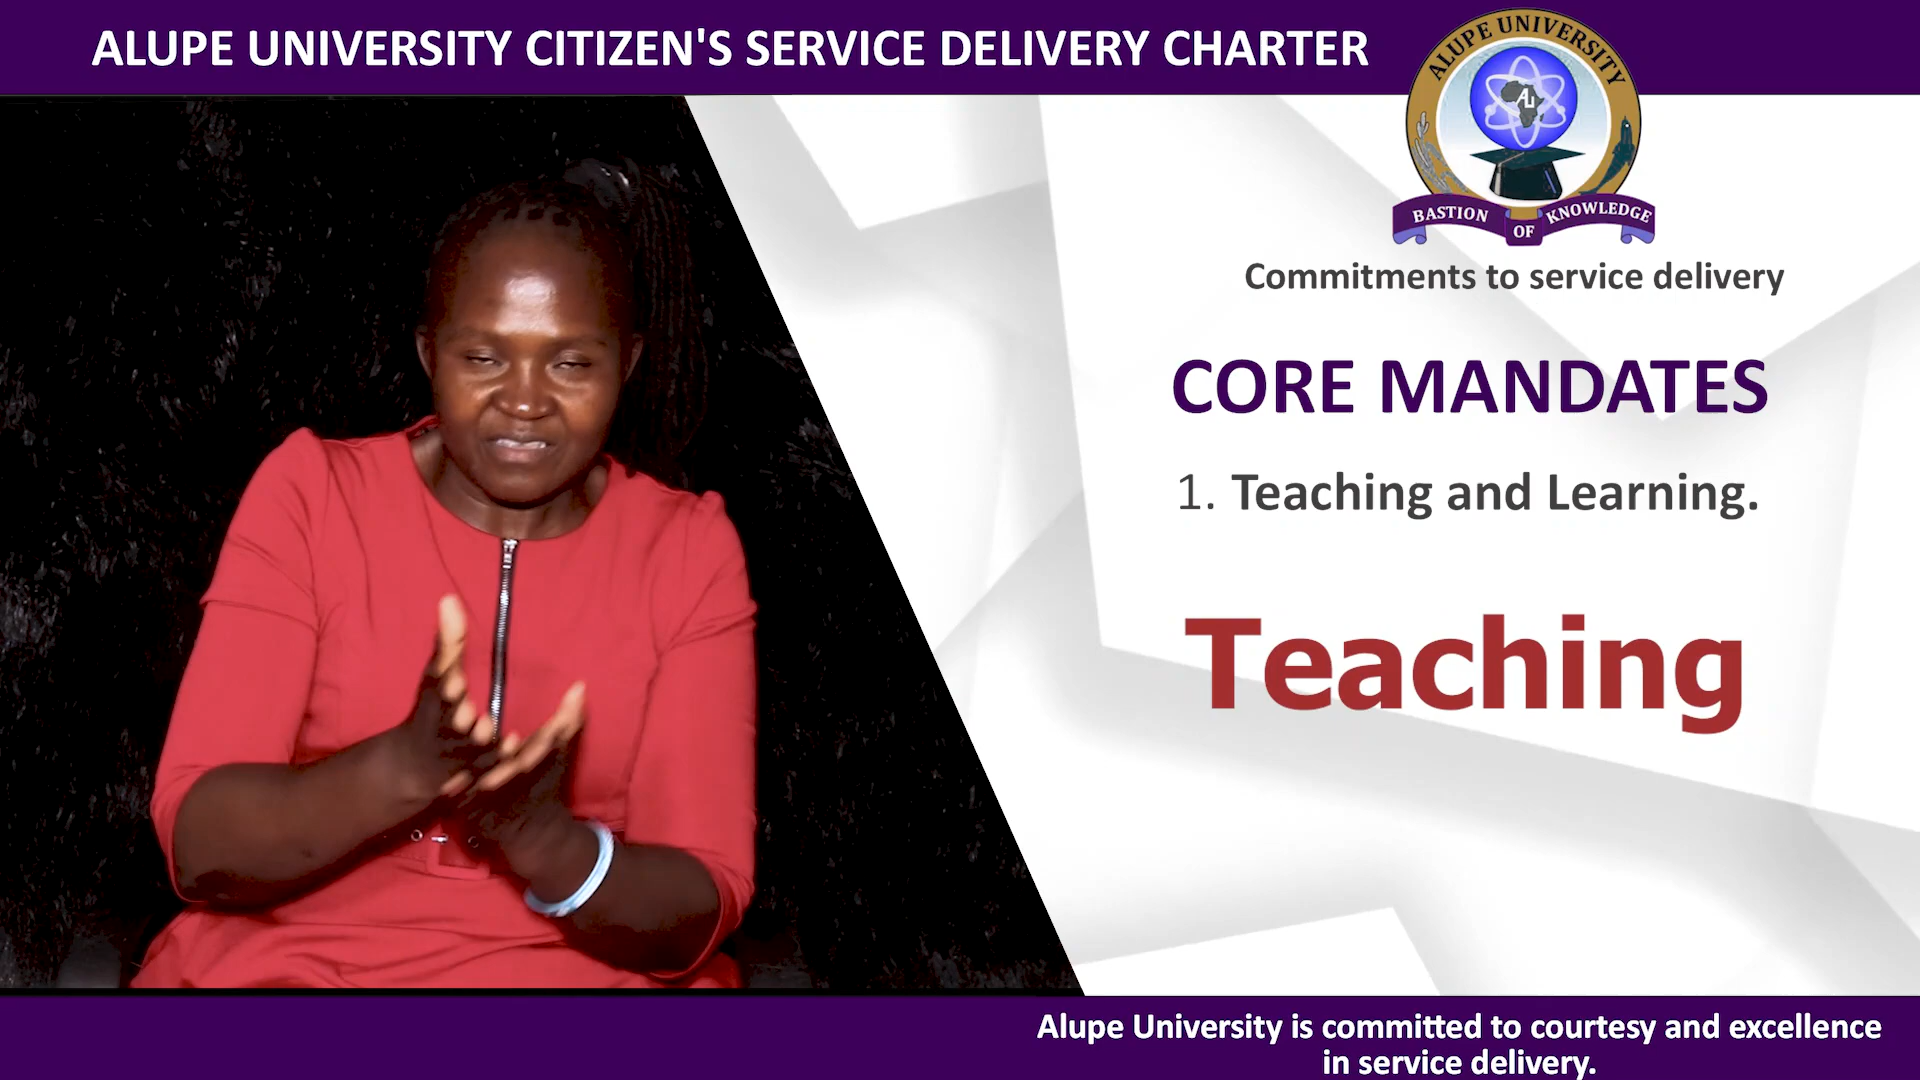 ALUPE UNIVERSITY CITIZEN'S SERVICE DELIVERY CHARTER
ALUPE UNIVERSITY
AU
BASTION OF KNOWLEDGE
Commitments to service delivery
CORE MANDATES
1. Teaching and Learning.
Teaching
Alupe University is committed to courtesy and excellence
in service delivery.